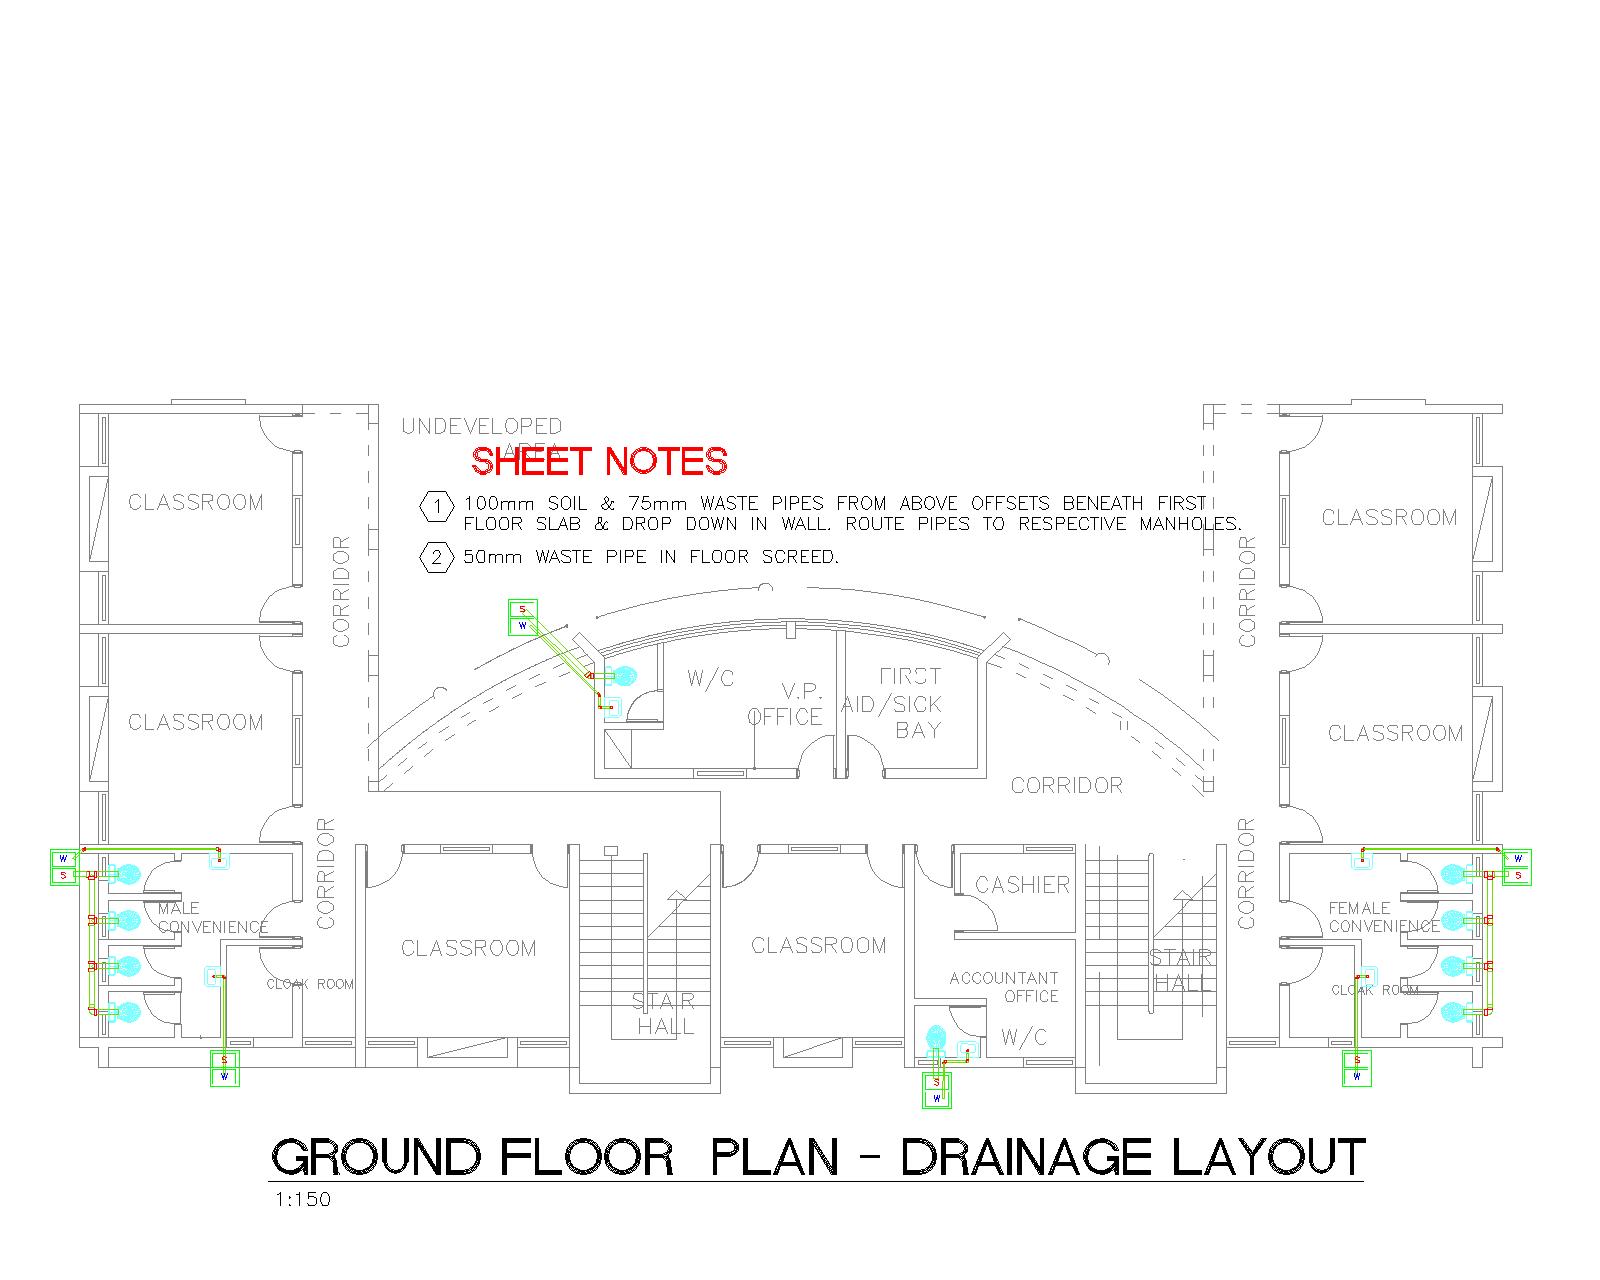 UNDEVELOPED
AREA
SHEET NOTES
1 100mm SOIL & 75mm WASTE PIPES FROM ABOVE OFFSETS BENEATH FIRST
FLOOR SLAB & DROP DOWN IN WALL. ROUTE PIPES TO RESPECTIVE MANHOLES.
2 50mm WASTE PIPE IN FLOOR SCREED.
CLASSROOM
CLASSROOM
CORRIDOR
CORRIDOR
S
W
W/C
V.P.
OFFICE
FIRST
AID/SICK
BAY
CLASSROOM
CLASSROOM
CORRIDOR
CORRIDOR
CORRIDOR
W
S
MALE
CONVENIENCE
CLOAK ROOM
CLASSROOM
STAIR
HALL
CLASSROOM
CASHIER
ACCOUNTANT
OFFICE
W/C
STAIR
HALL
FEMALE
CONVENIENCE
CLOAK ROOM
W
S
S
W
S
W
S
W
GROUND FLOOR PLAN - DRAINAGE LAYOUT
1:150